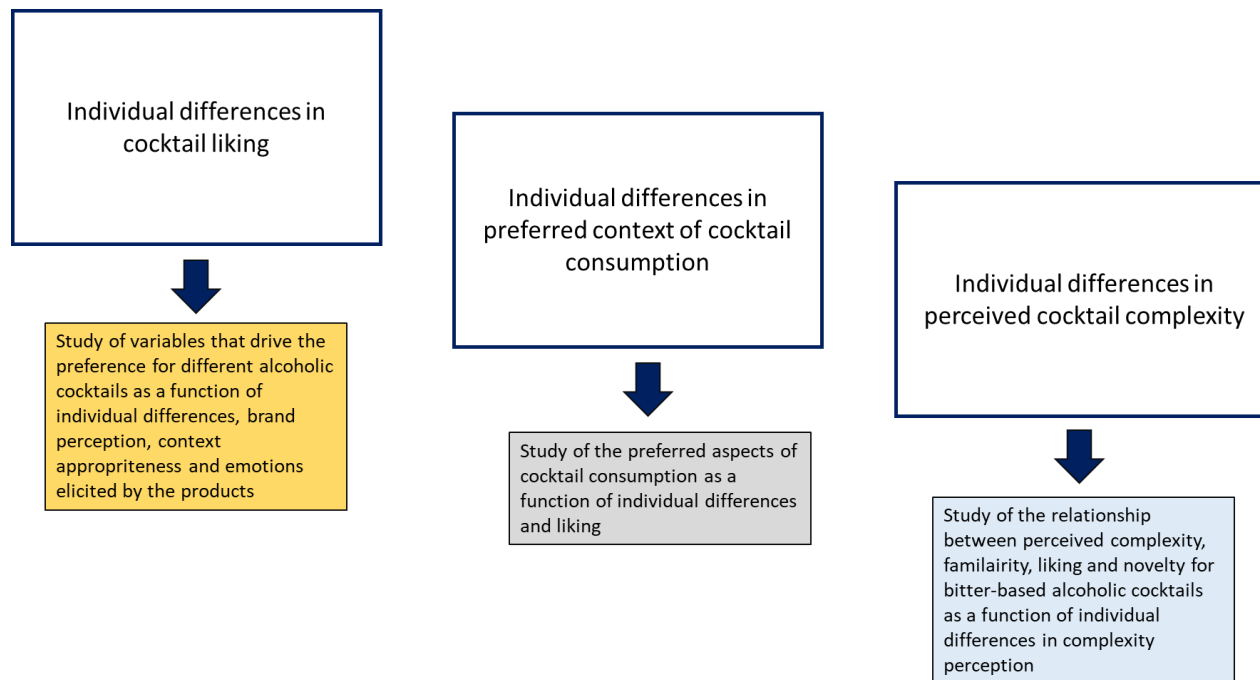 Individual differences in
cocktail liking
Study of variables that drive the
preference for different alcoholic
cocktails as a function of
individual differences, brand
perception, context
appropriteness and emotions
elicited by the products
Individual differences in
preferred context of cocktail
consumption
Study of the preferred aspects of
cocktail consumption as a
function of individual differences
and liking
Individual differences in
perceived cocktail complexity
Study of the relationship
between perceived complexity,
familairity, liking and novelty for
bitter-based alcoholic cocktails
as a function of individual
differences in complexity
perception